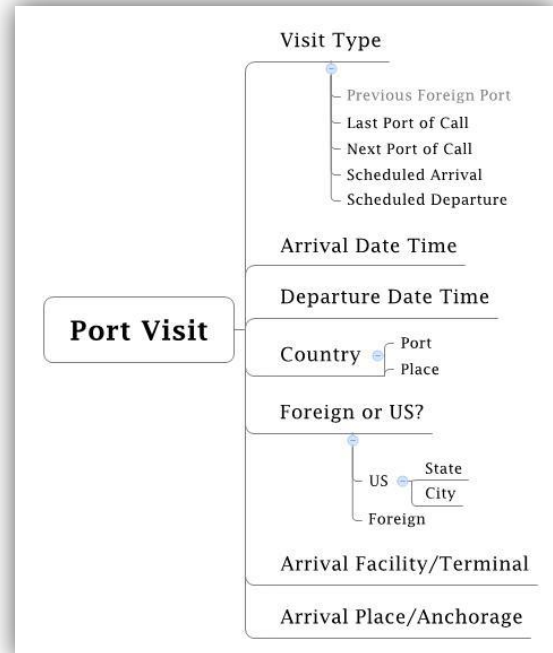 Port Visit
Visit Type
Previous Foreign Port
Last Port of Call
Next Port of Call
Scheduled Arrival
Scheduled Departure
Arrival Date Time
Departure Date Time
Country
Port
Place
Foreign or US?
US
State
City
Foreign
Arrival Facility/Terminal
Arrival Place/Anchorage